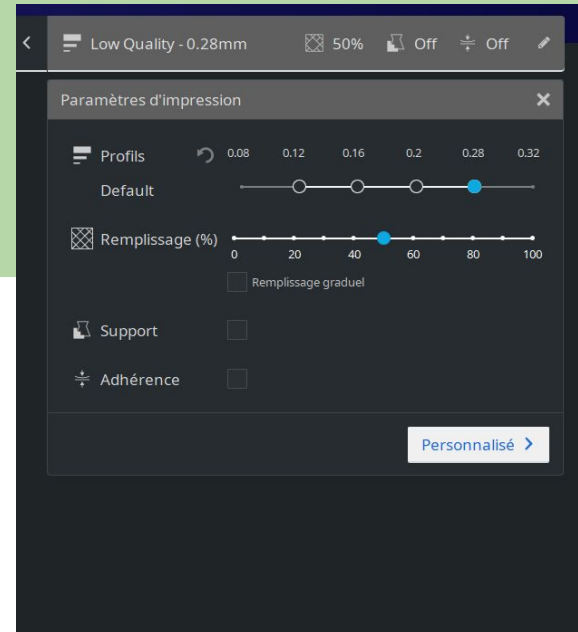 Low Quality - 0.28mm 50% Off Off
Paramètres d'impression
Profils 0.08 0.12 0.16 0.2 0.28 0.32
Default
Remplissage (%)
0 20 40 60 80 100
Remplissage graduel
Support
Adhérence
Personnalisé